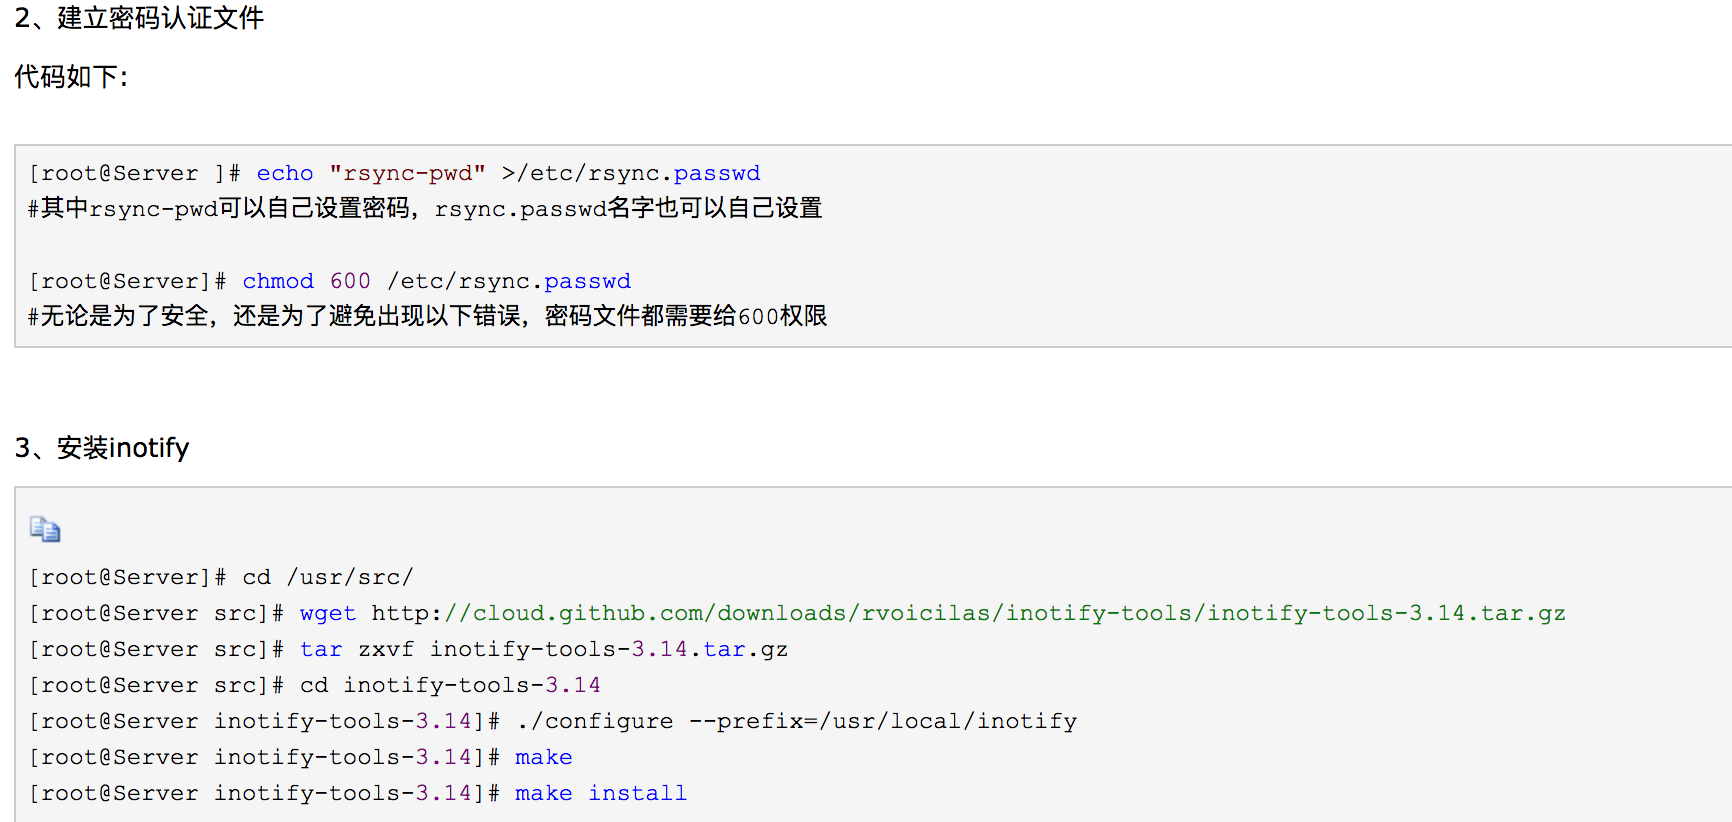 2、建立密码认证文件
代码如下:
[root@Server ]# echo "rsync-pwd" >/etc/rsync.passwd
#其中rsync-pwd可以自己设置密码，rsync.passwd名字也可以自己设置
[root@Server]# chmod 600 /etc/rsync.passwd
#无论是为了安全，还是为了避免出现以下错误，密码文件都需要给600权限
3、安装inotify
[root@Server]# cd /usr/src/
[root@Server src]# wget http://cloud.github.com/downloads/rvoicilas/inotify-tools/inotify-tools-3.14.tar.gz
[root@Server src]# tar zxvf inotify-tools-3.14.tar.gz
[root@Server src]# cd inotify-tools-3.14
[root@Server inotify-tools-3.14]# ./configure --prefix=/usr/local/inotify
[root@Server inotify-tools-3.14]# make
[root@Server inotify-tools-3.14]# make install